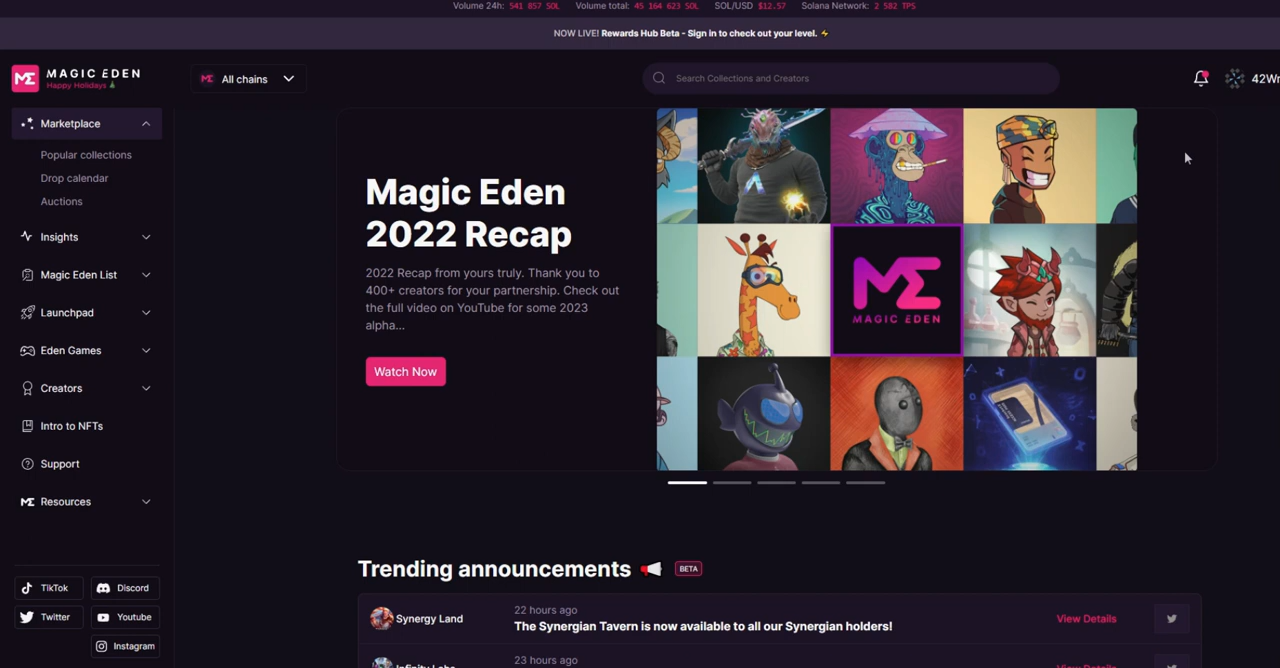 Volume 24h: 541 857 SOL Volume total: 45 164 623 SOL SOL/USD $12.57 Solana Network: 2 582 TPS
NOW LIVE! Rewards Hub Beta - Sign in to check out your level. ⚡
MAGIC EDEN
Happy Holidays 🎄
All chains
Search Collections and Creators
42Wr
Marketplace
Popular collections
Drop calendar
Auctions
Insights
Magic Eden List
Launchpad
Eden Games
Creators
Intro to NFTs
Support
Resources
TikTok
Discord
Twitter
Youtube
Instagram
Magic Eden
2022 Recap
2022 Recap from yours truly. Thank you to
400+ creators for your partnership. Check out
the full video on YouTube for some 2023
alpha...
Watch Now
MAGIC EDEN
Trending announcements 📢 BETA
Synergy Land
22 hours ago
The Synergian Tavern is now available to all our Synergian holders!
View Details
Infinity Labs
23 hours ago
View Details